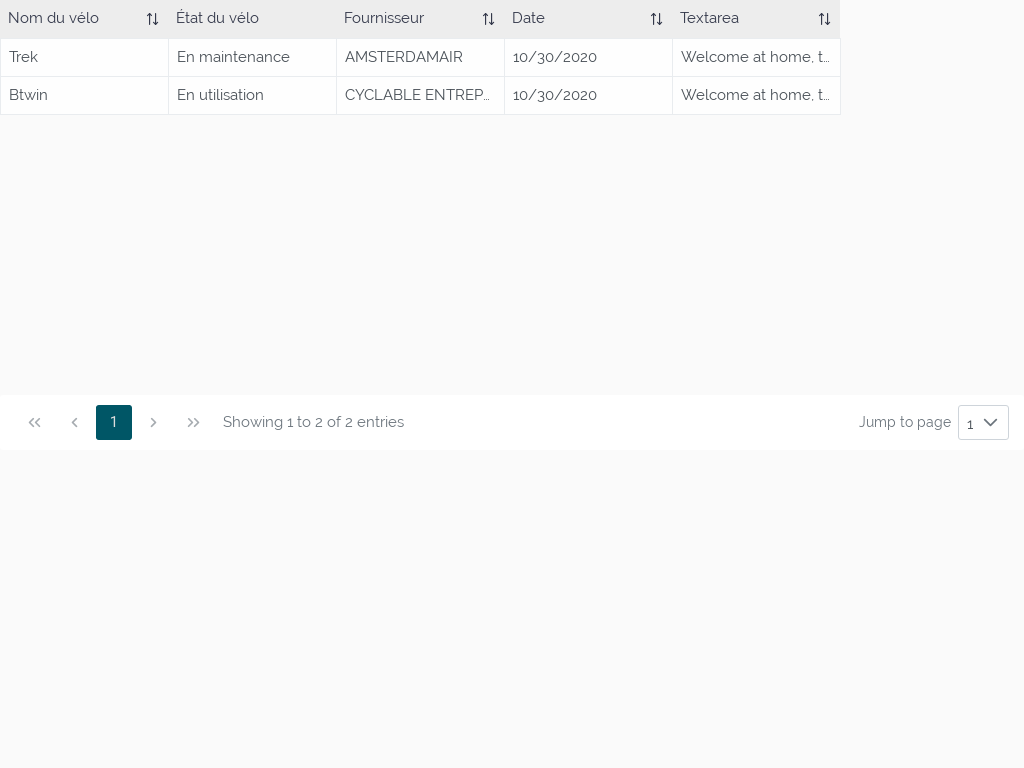 Nom du vélo État du vélo Fournisseur Date Textarea
Trek En maintenance AMSTERDAMAIR 10/30/2020 Welcome at home, t…
Btwin En utilisation CYCLABLE ENTREP… 10/30/2020 Welcome at home, t…
1 Showing 1 to 2 of 2 entries Jump to page 1